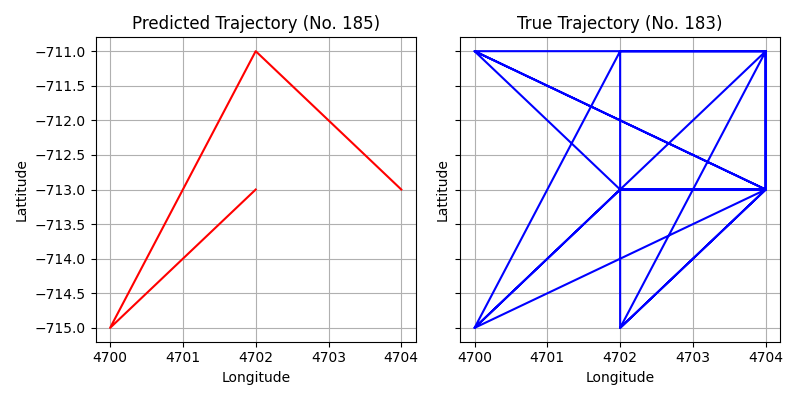 Predicted Trajectory (No. 185)
True Trajectory (No. 183)
Lattitude
−711.0
−711.5
−712.0
−712.5
−713.0
−713.5
−714.0
−714.5
−715.0
4700 4701 4702 4703 4704
Longitude
Lattitude
4700 4701 4702 4703 4704
Longitude